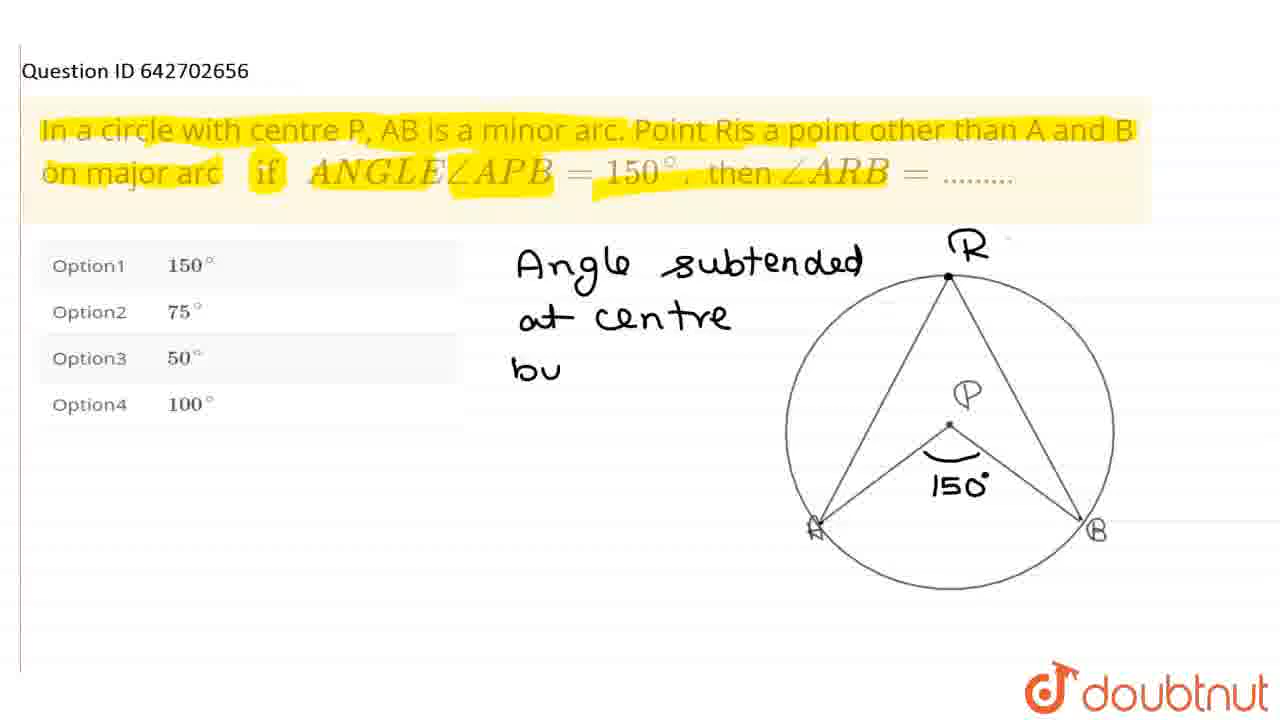 Question ID 642702656
In a circle with centre P, AB is a minor arc. Point Ris a point other than A and B
on major arc if ANGLE∠APB = 150°. then ∠ARB = .........
Option1 150°
Option2 75°
Option3 50°
Option4 100°
Angle subtended
at centre
bu
R
P
150°
A
B
doubtnut